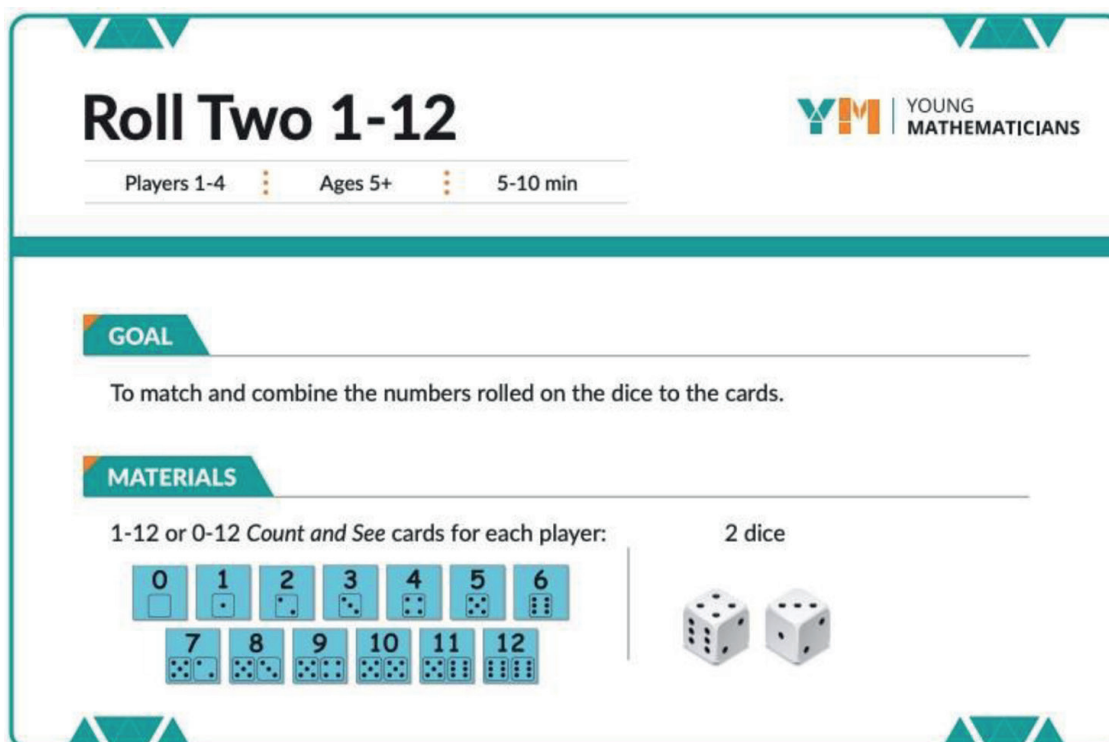 Roll Two 1-12
YM | YOUNG
MATHEMATICIANS
Players 1-4 Ages 5+ 5-10 min
GOAL
To match and combine the numbers rolled on the dice to the cards.
MATERIALS
1-12 or 0-12 Count and See cards for each player:
2 dice
0 1 2 3 4 5 6
7 8 9 10 11 12